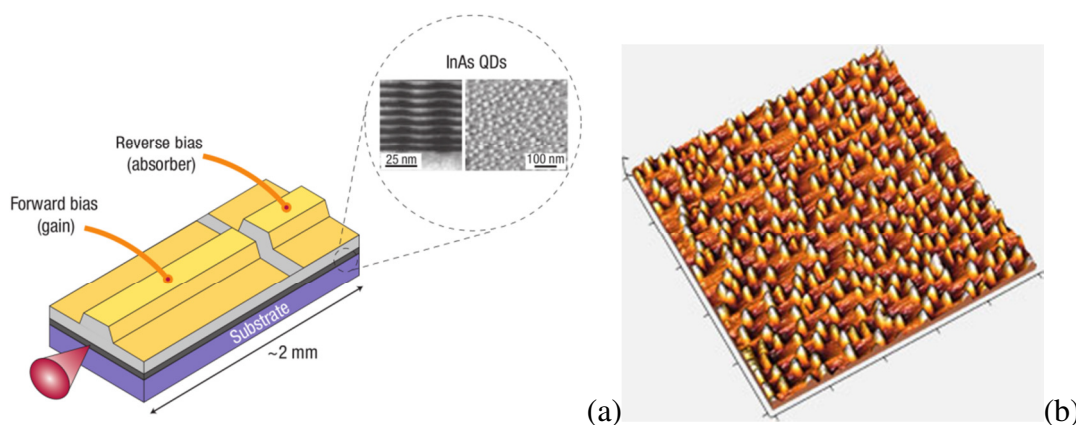 InAs QDs
Reverse bias
(absorber)
25 nm
100 nm
Forward bias
(gain)
Substrate
~2 mm
(a)
(b)